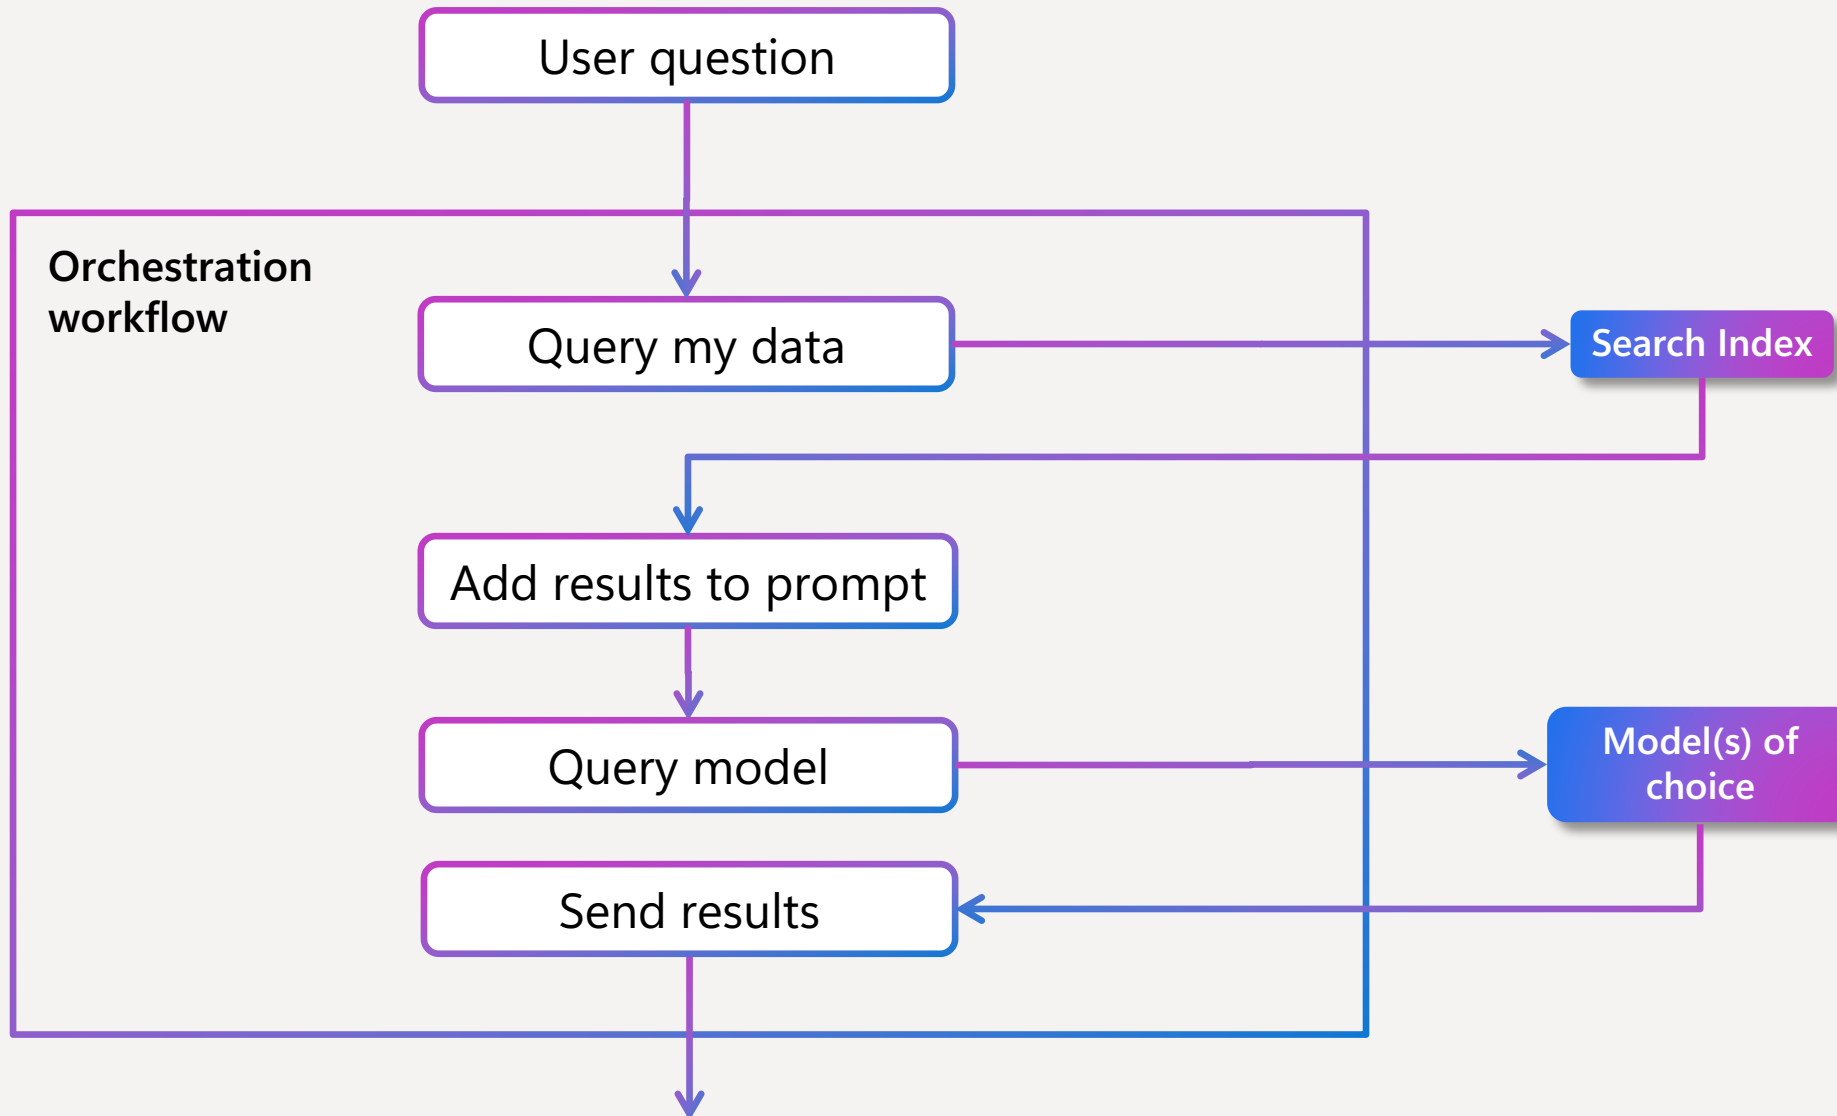 User question
Orchestration
workflow
Query my data
Search Index
Add results to prompt
Query model
Model(s) of
choice
Send results